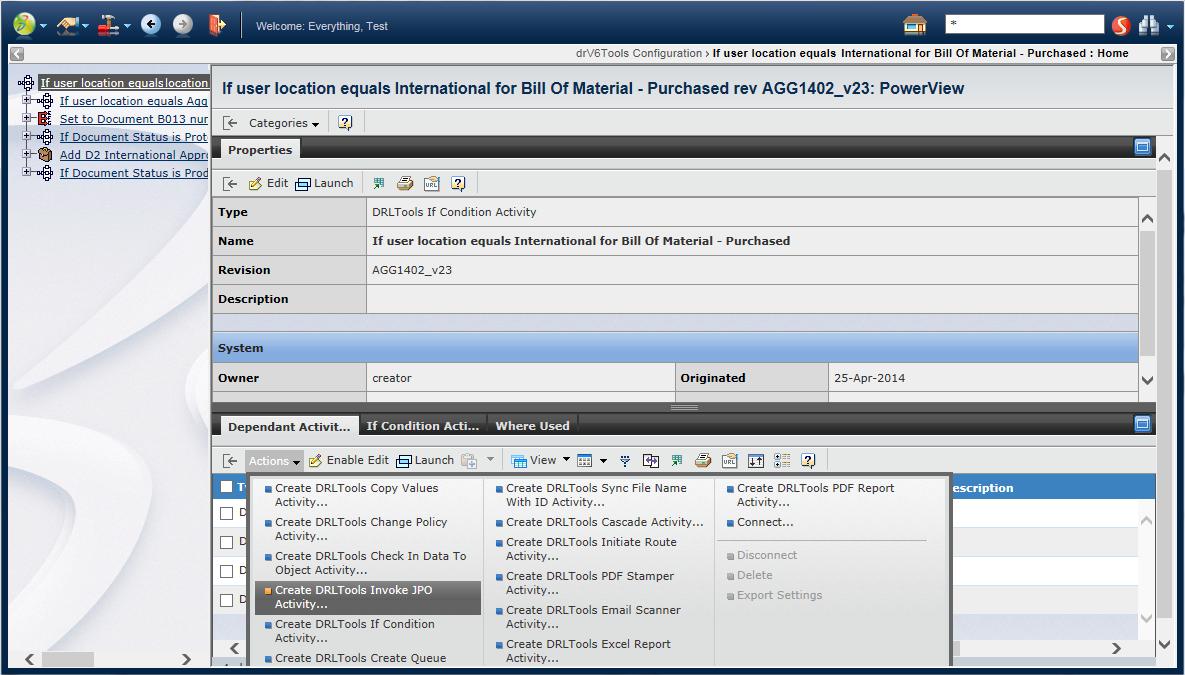 Welcome: Everything, Test
*
drV6Tools Configuration › If user location equals International for Bill Of Material - Purchased : Home
If user location equals location
If user location equals Agg
Set to Document B013 nur
If Document Status is Prot
Add D2 International Appro
If Document Status is Prod
If user location equals International for Bill Of Material - Purchased rev AGG1402_v23: PowerView
Categories
Properties
Edit Launch
Type DRLTools If Condition Activity
Name If user location equals International for Bill Of Material - Purchased
Revision AGG1402_v23
Description
System
Owner creator Originated 25-Apr-2014
Dependant Activit... If Condition Acti... Where Used
Actions Enable Edit Launch View
T
escription
D
D
D
D
Create DRLTools Copy Values
Activity...
Create DRLTools Change Policy
Activity...
Create DRLTools Check In Data To
Object Activity...
Create DRLTools Invoke JPO
Activity...
Create DRLTools If Condition
Activity...
Create DRLTools Create Queue
Create DRLTools Sync File Name
With ID Activity...
Create DRLTools Cascade Activity...
Create DRLTools Initiate Route
Activity...
Create DRLTools PDF Stamper
Activity...
Create DRLTools Email Scanner
Activity...
Create DRLTools Excel Report
Activity...
Create DRLTools PDF Report
Activity...
Connect...
Disconnect
Delete
Export Settings